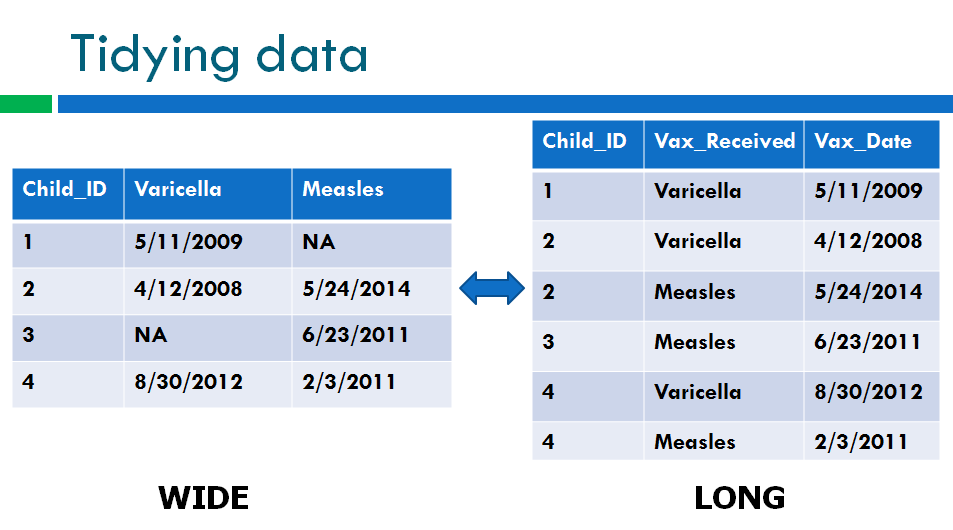 Tidying data
Child_ID Varicella Measles
1 5/11/2009 NA
2 4/12/2008 5/24/2014
3 NA 6/23/2011
4 8/30/2012 2/3/2011
WIDE
Child_ID Vax_Received Vax_Date
1 Varicella 5/11/2009
2 Varicella 4/12/2008
2 Measles 5/24/2014
3 Measles 6/23/2011
4 Varicella 8/30/2012
4 Measles 2/3/2011
LONG